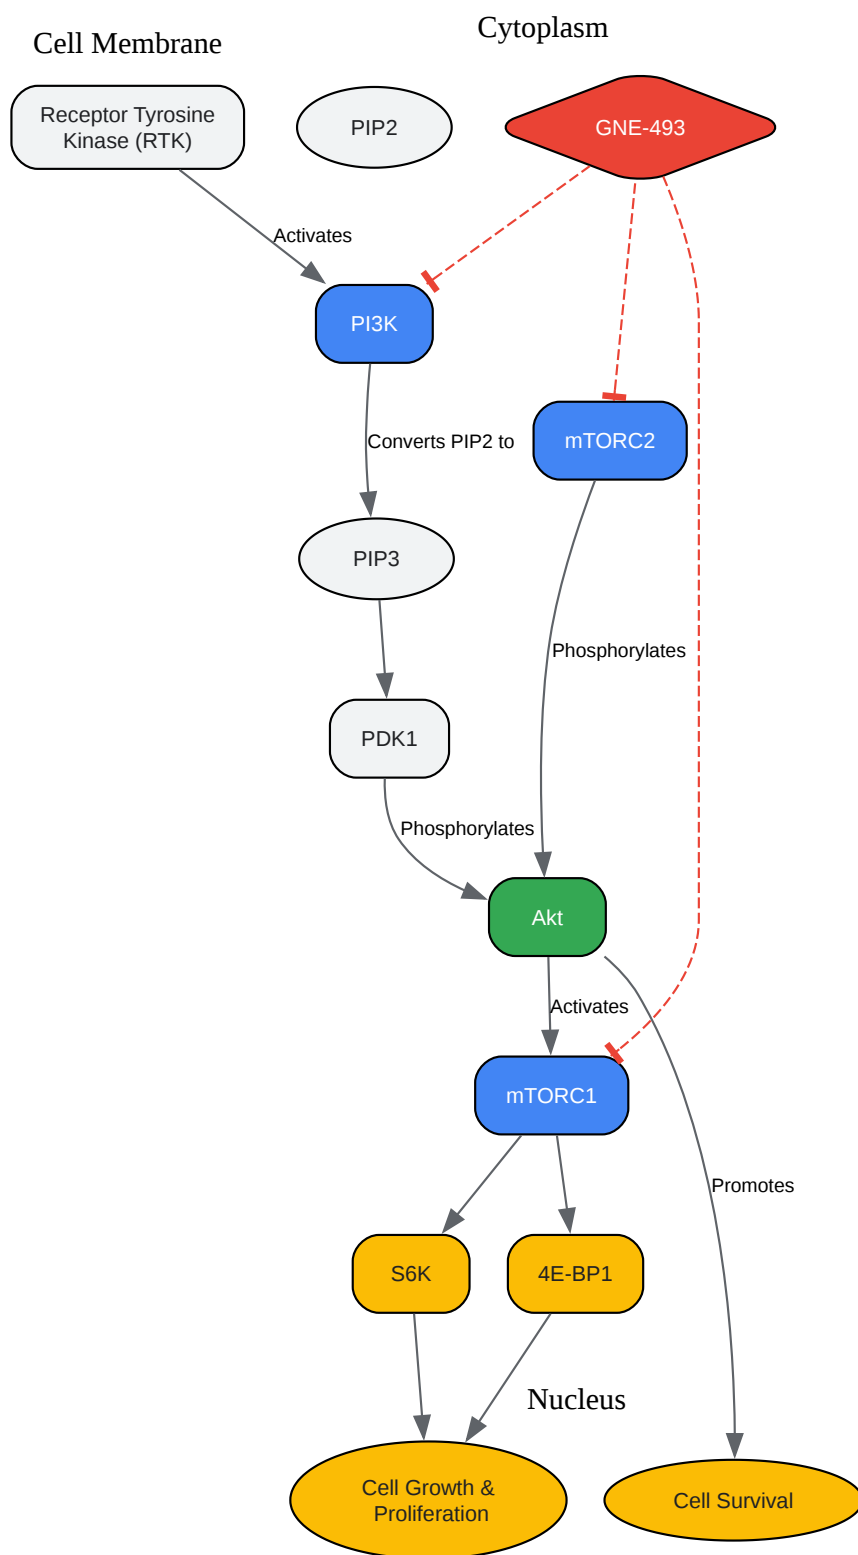 Cell Membrane
Cytoplasm
Receptor Tyrosine
Kinase (RTK)
PIP2
GNE-493
Activates
PI3K
Converts PIP2 to
mTORC2
PIP3
Phosphorylates
PDK1
Phosphorylates
Akt
Activates
mTORC1
Promotes
S6K
4E-BP1
Nucleus
Cell Growth &
Proliferation
Cell Survival